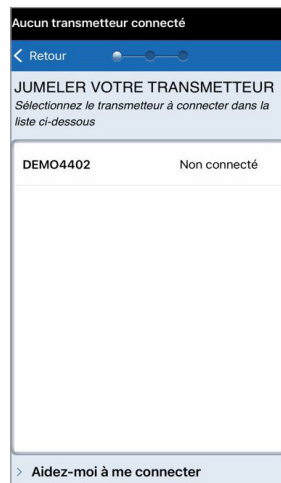 Aucun transmetteur connecté
Retour
JUMELER VOTRE TRANSMETTEUR
Sélectionnez le transmetteur à connecter dans la
liste ci-dessous
DEMO4402 Non connecté
Aidez-moi à me connecter